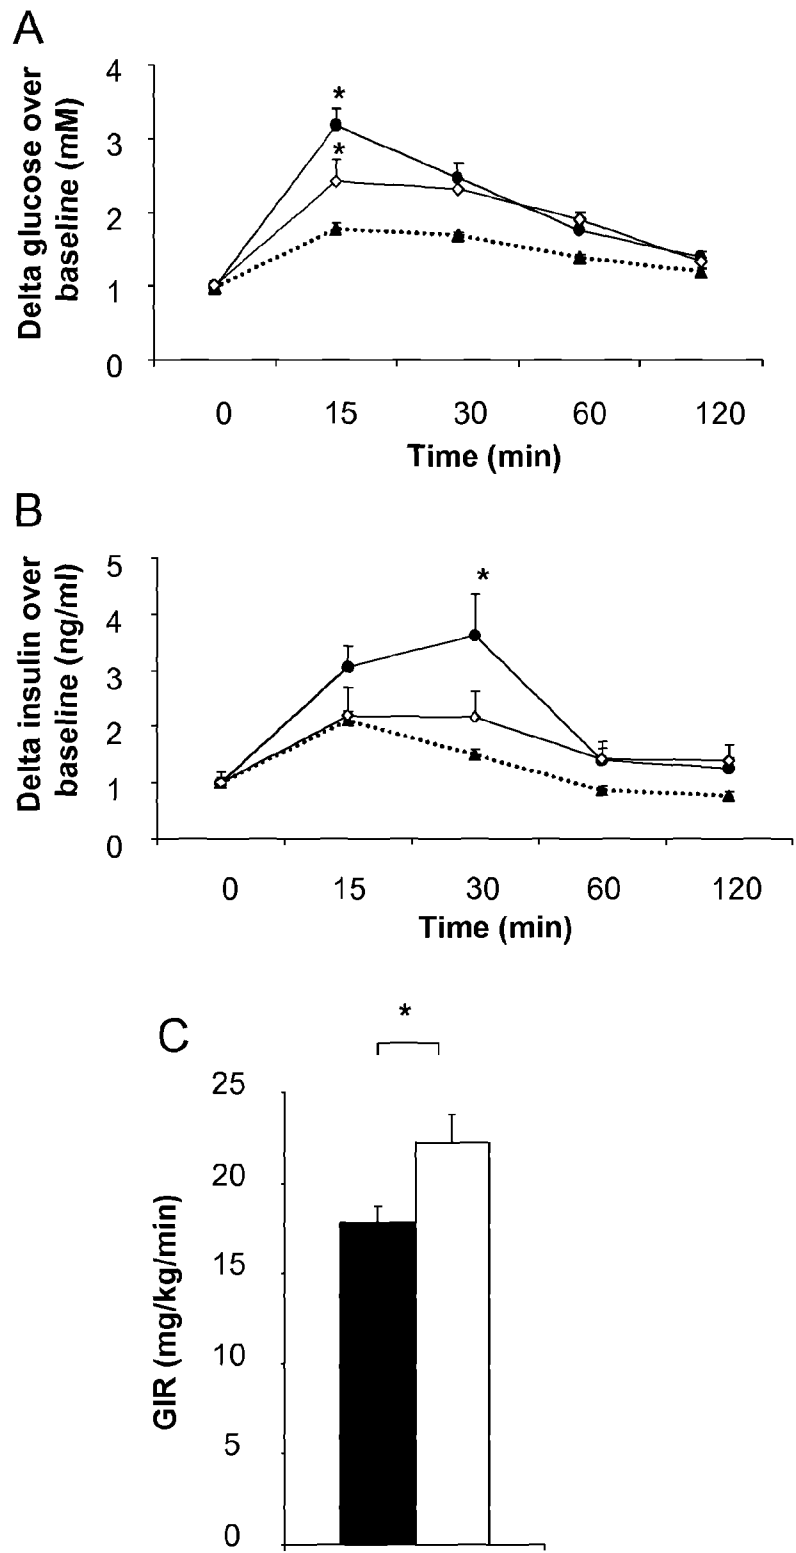 A
Delta glucose over
baseline (mM)
4
3
2
1
0
*
*
0 15 30 60 120
Time (min)
B
Delta insulin over
baseline (ng/ml)
5
4
3
2
1
0
*
0 15 30 60 120
Time (min)
C
*
GIR (mg/kg/min)
25
20
15
10
5
0